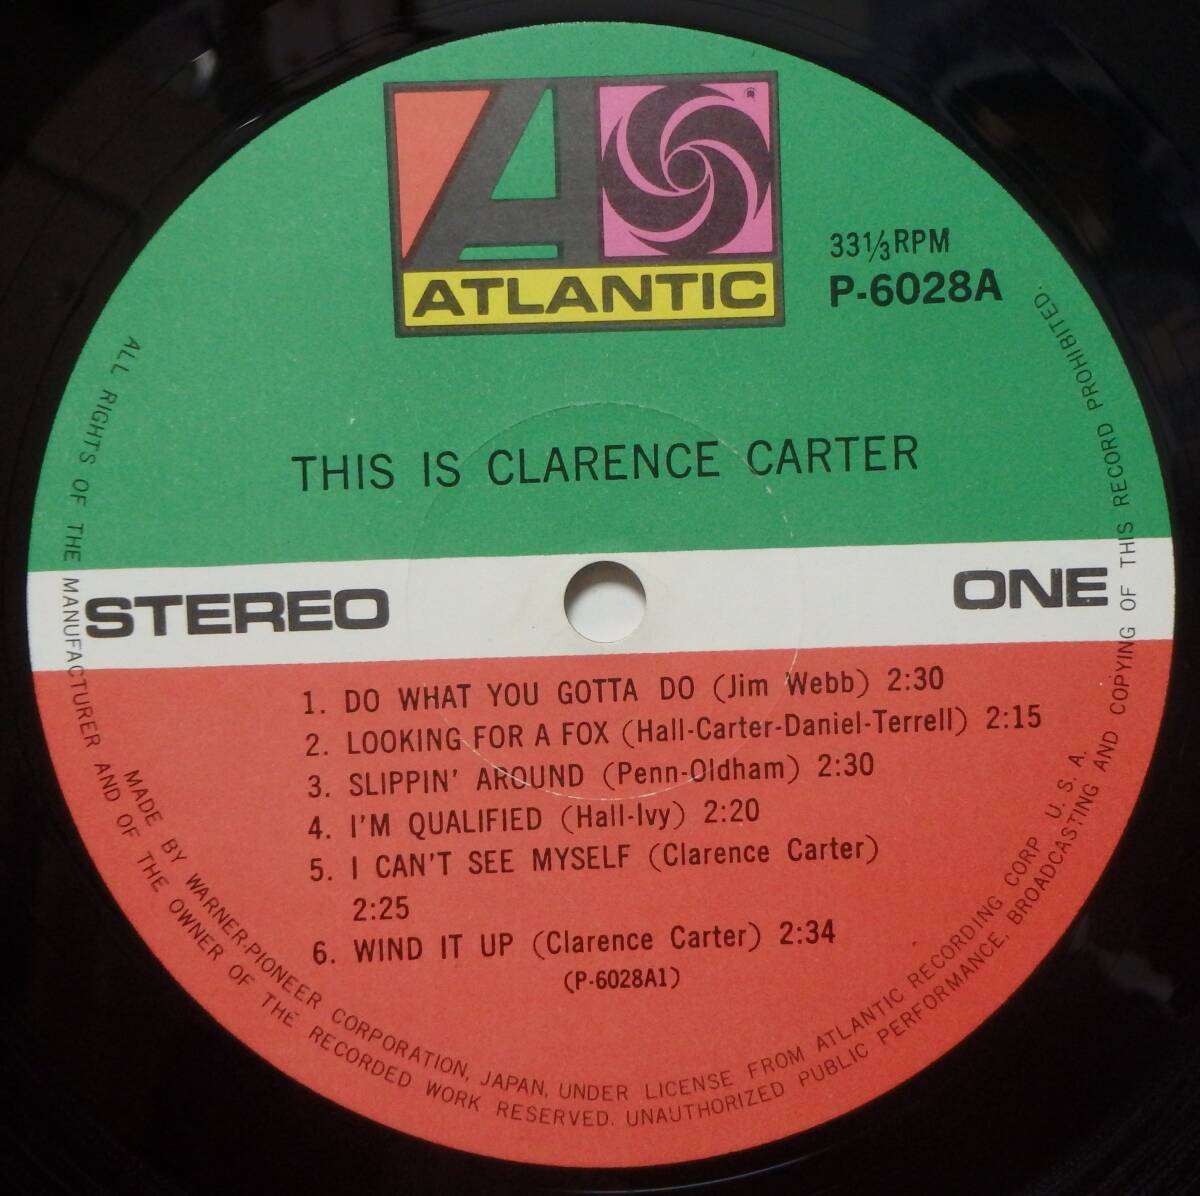 A
®
ATLANTIC
33⅓RPM
P-6028A
THIS IS CLARENCE CARTER
STEREO
ONE
1. DO WHAT YOU GOTTA DO (Jim Webb) 2:30
2. LOOKING FOR A FOX (Hall-Carter-Daniel-Terrell) 2:15
3. SLIPPIN' AROUND (Penn-Oldham) 2:30
4. I'M QUALIFIED (Hall-Ivy) 2:20
5. I CAN'T SEE MYSELF (Clarence Carter)
2:25
6. WIND IT UP (Clarence Carter) 2:34
(P-6028A1)
MADE BY WARNER-PIONEER CORPORATION, JAPAN, UNDER LICENSE FROM ATLANTIC RECORDING CORP U. S. A.
ALL RIGHTS OF THE MANUFACTURER AND OF THE OWNER OF THE RECORDED WORK RESERVED. UNAUTHORIZED PUBLIC PERFORMANCE, BROADCASTING AND COPYING OF THIS RECORD PROHIBITED.